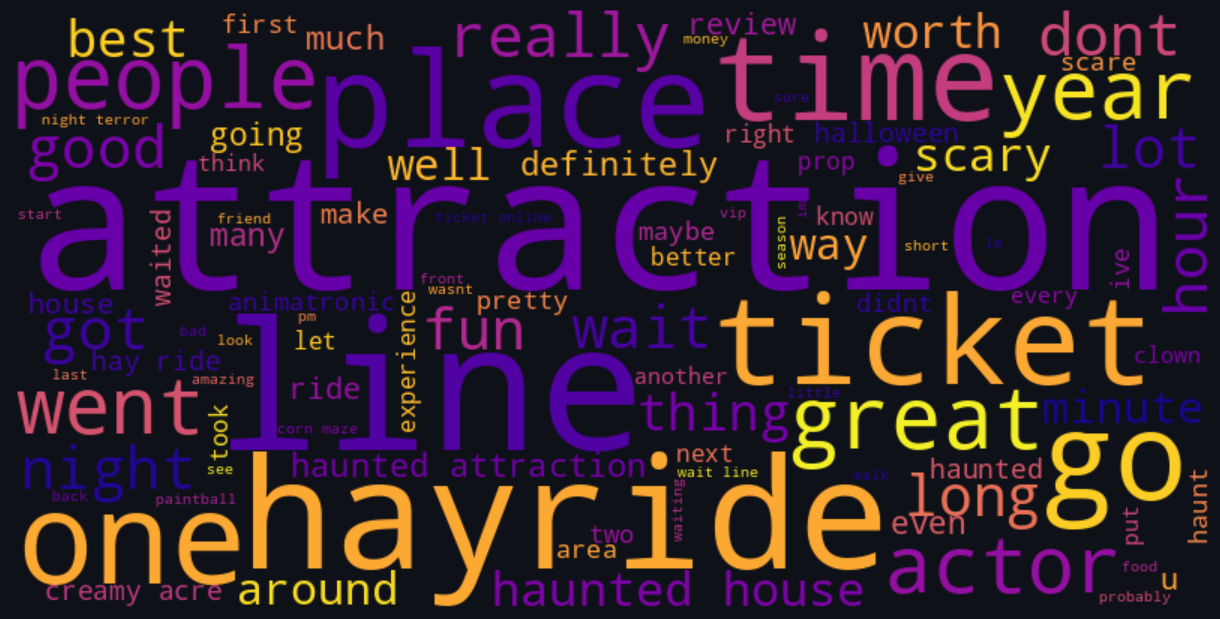 best
first
much
really
review
money
worth
dont
people
place
time
sure
scare
year
night terror
good
going
think
well
definitely
right
halloween
prop
scary
lot
give
attraction
start
waited
friend
many
make
ticket online
maybe
better
vip
im
season
know
way
short
ie
ive
hour
house
animatronic
front
wasnt
pretty
didnt
every
got
bad
pm
look
let
line
experience
fun
wait
ticket
clown
hay ride
last
amazing
another
little
went
took
ride
thing
great
minute
corn maze
night
see
haunted attraction
next
wait line
walk
haunted
go
back
paintball
one
hayride
waiting
long
even
put
haunt
two
area
actor
food
u
creamy acre
around
haunted house
probably